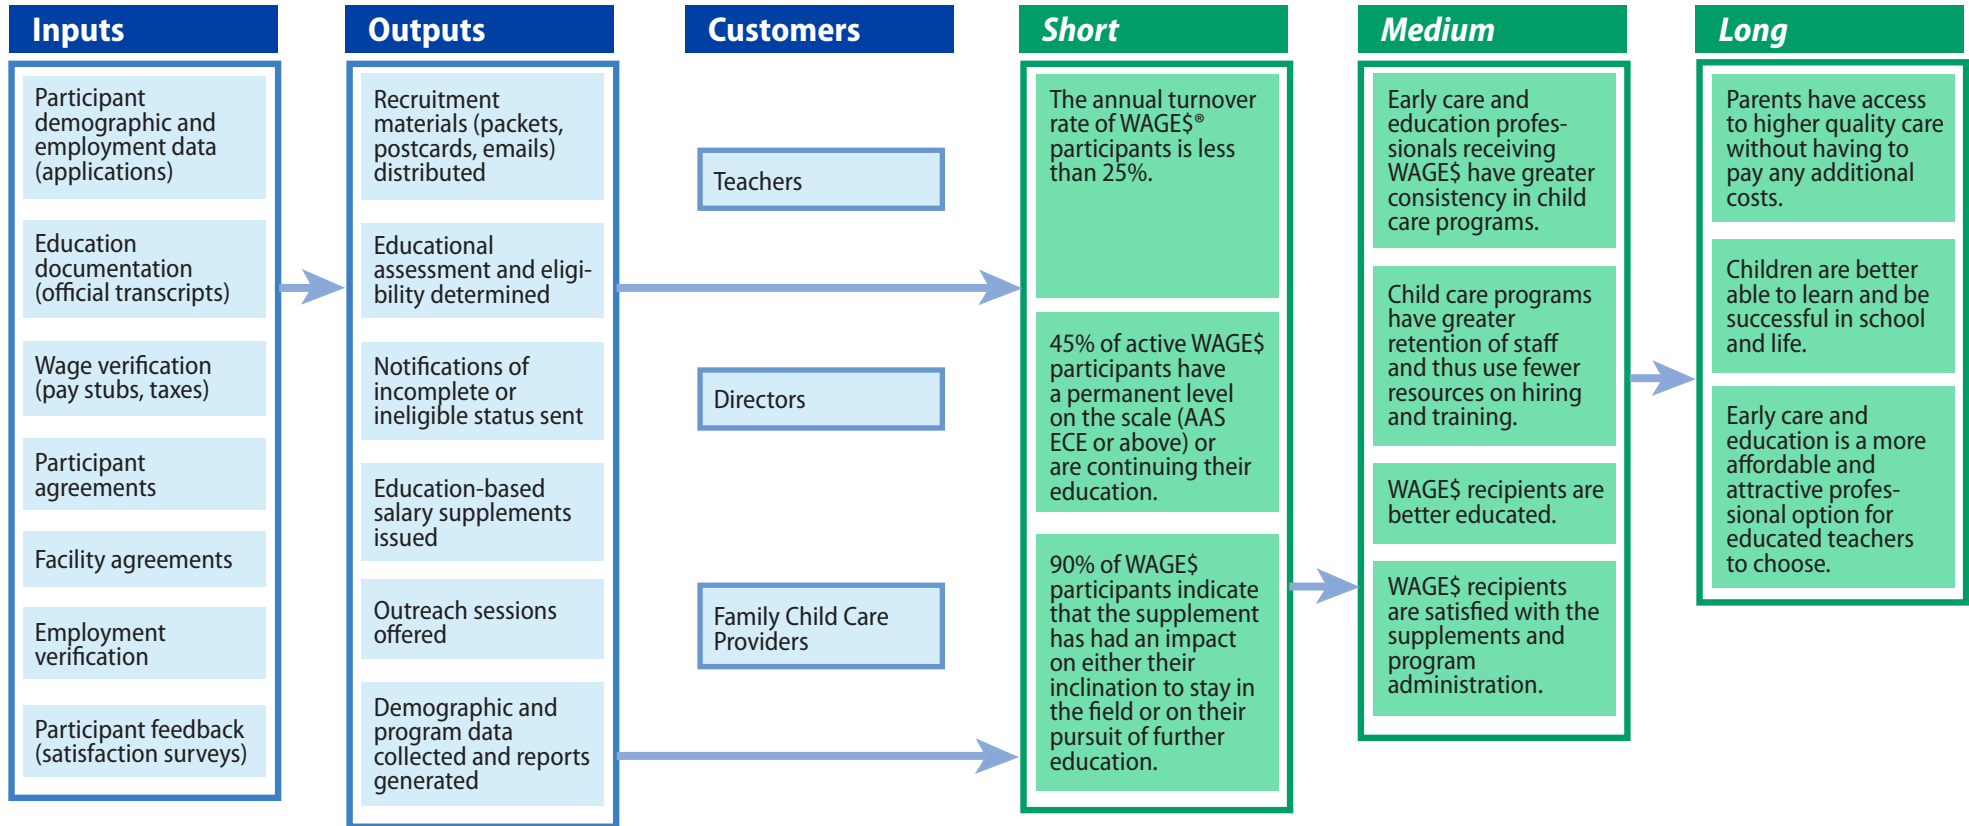 Inputs
Participant
demographic and
employment data
(applications)
Education
documentation
(official transcripts)
Wage verification
(pay stubs, taxes)
Participant
agreements
Facility agreements
Employment
verification
Participant feedback
(satisfaction surveys)
Outputs
Recruitment
materials (packets,
postcards, emails)
distributed
Educational
assessment and eligi-
bility determined
Notifications of
incomplete or
ineligible status sent
Education-based
salary supplements
issued
Outreach sessions
offered
Demographic and
program data
collected and reports
generated
Customers
Teachers
Directors
Family Child Care
Providers
Short
The annual turnover
rate of WAGE$®
participants is less
than 25%.
45% of active WAGE$
participants have
a permanent level
on the scale (AAS
ECE or above) or
are continuing their
education.
90% of WAGE$
participants indicate
that the supplement
has had an impact
on either their
inclination to stay in
the field or on their
pursuit of further
education.
Medium
Early care and
education profes-
sionals receiving
WAGE$ have greater
consistency in child
care programs.
Child care programs
have greater
retention of staff
and thus use fewer
resources on hiring
and training.
WAGE$ recipients are
better educated.
WAGE$ recipients
are satisfied with the
supplements and
program
administration.
Long
Parents have access
to higher quality care
without having to
pay any additional
costs.
Children are better
able to learn and be
successful in school
and life.
Early care and
education is a more
affordable and
attractive profes-
sional option for
educated teachers
to choose.